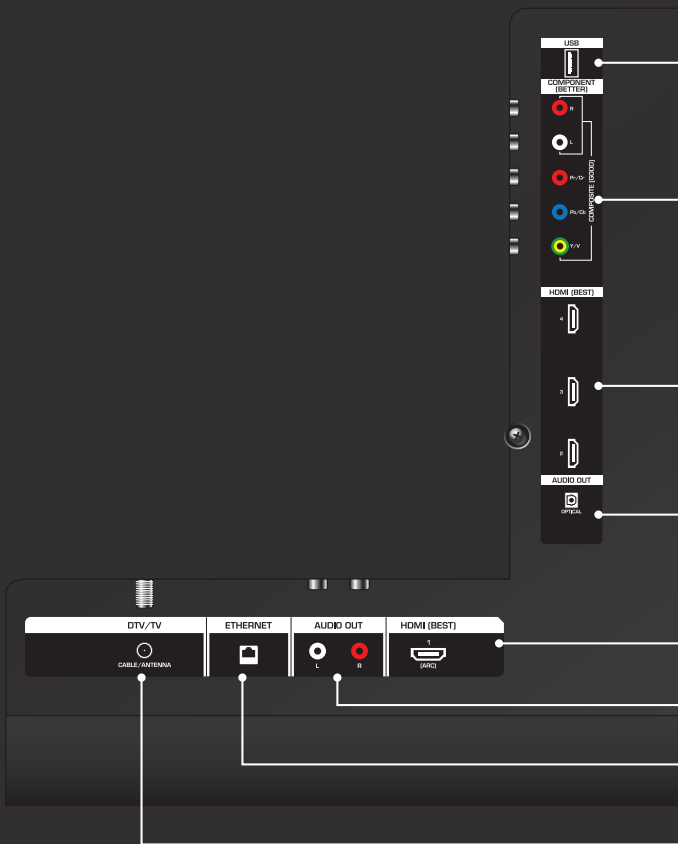 USB
COMPONENT
(BETTER)
R
L
Pr/Cr
Pb/Cb
Y/V
COMPOSITE (GOOD)
HDMI (BEST)
4
3
2
AUDIO OUT
OPTICAL
DTV/TV
CABLE/ANTENNA
ETHERNET
AUDIO OUT
L
R
HDMI (BEST)
1
(ARC)